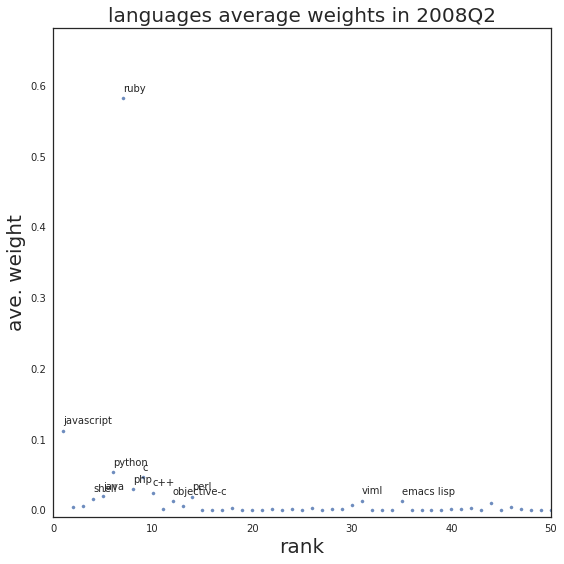 languages average weights in 2008Q2
ave. weight
0.6
0.5
0.4
0.3
0.2
0.1
0.0
ruby
javascript
python
c
shell
java
php
c++
objective-c
perl
viml
emacs lisp
0 10 20 30 40 50
rank